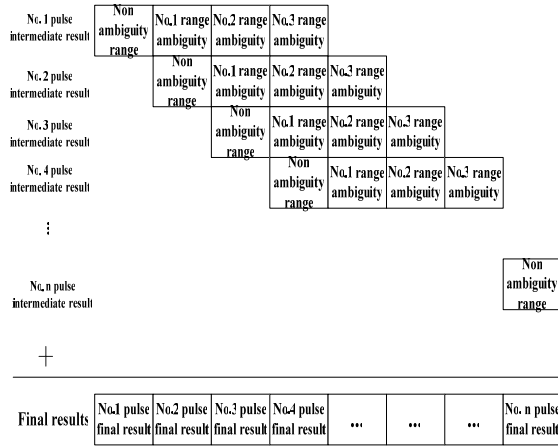 No. 1 pulse
intermediate result
Non
ambiguity
range
No.1 range
ambiguity
No.2 range
ambiguity
No.3 range
ambiguity
No. 2 pulse
intermediate result
Non
ambiguity
range
No.1 range
ambiguity
No.2 range
ambiguity
No.3 range
ambiguity
No. 3 pulse
intermediate result
Non
ambiguity
range
No.1 range
ambiguity
No.2 range
ambiguity
No.3 range
ambiguity
No. 4 pulse
intermediate result
Non
ambiguity
range
No.1 range
ambiguity
No.2 range
ambiguity
No.3 range
ambiguity
⋮
No. n pulse
intermediate result
Non
ambiguity
range
+
Final results
No.1 pulse
final result
No.2 pulse
final result
No.3 pulse
final result
No.4 pulse
final result
...
...
...
No. n pulse
final result